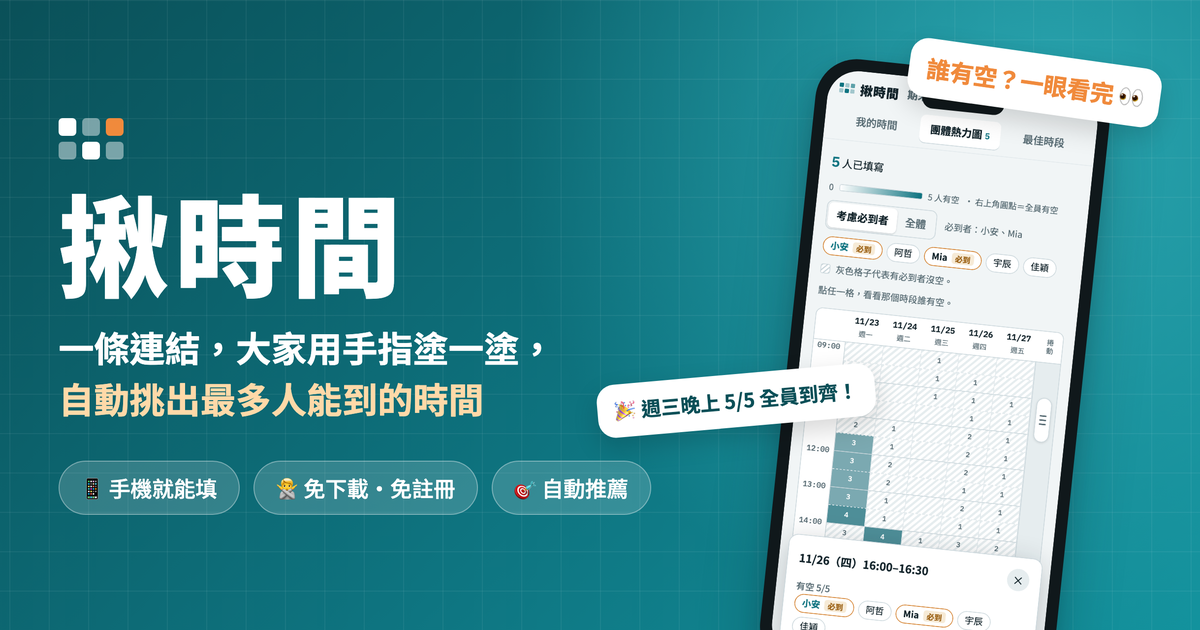 揪時間
一條連結，大家用手指塗一塗，
自動挑出最多人能到的時間
手機就能填
免下載・免註冊
自動推薦
誰有空？一眼看完
週三晚上 5/5 全員到齊！
揪時間
我的時間 團體熱力圖 5 最佳時段
5 人已填寫
0 5 人有空 ・右上角圓點＝全員有空
考慮必到者 全體 必到者：小安、Mia
小安 必到 阿哲 Mia 必到 宇辰 佳穎
灰色格子代表有必到者沒空。
點任一格，看看那個時段誰有空。
11/23 11/24 11/25 11/26 11/27 捲動
週一 週二 週三 週四 週五
09:00
12:00
13:00
14:00
11/26（四）16:00–16:30
有空 5/5
小安 必到 阿哲 Mia 必到 宇辰
佳穎